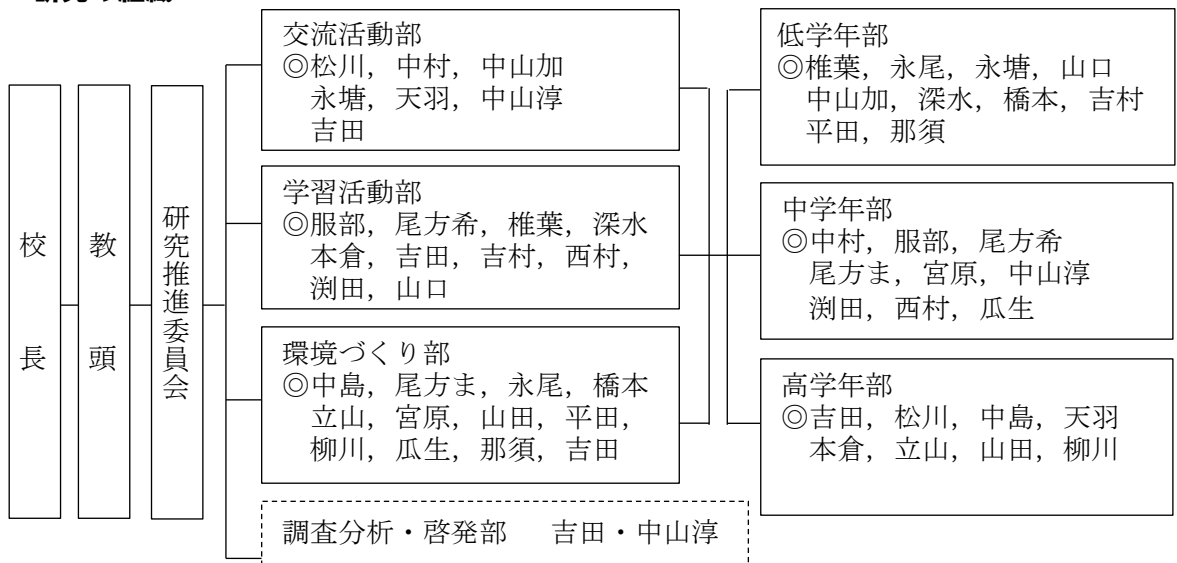 校長
教頭
研究推進委員会
交流活動部
◎松川，中村，中山加
永塘，天羽，中山淳
吉田
学習活動部
◎服部，尾方希，椎葉，深水
本倉，吉田，吉村，西村，
渕田，山口
環境づくり部
◎中島，尾方ま，永尾，橋本
立山，宮原，山田，平田，
柳川，瓜生，那須，吉田
調査分析・啓発部　吉田・中山淳
低学年部
◎椎葉，永尾，永塘，山口
中山加，深水，橋本，吉村
平田，那須
中学年部
◎中村，服部，尾方希
尾方ま，宮原，中山淳
渕田，西村，瓜生
高学年部
◎吉田，松川，中島，天羽
本倉，立山，山田，柳川